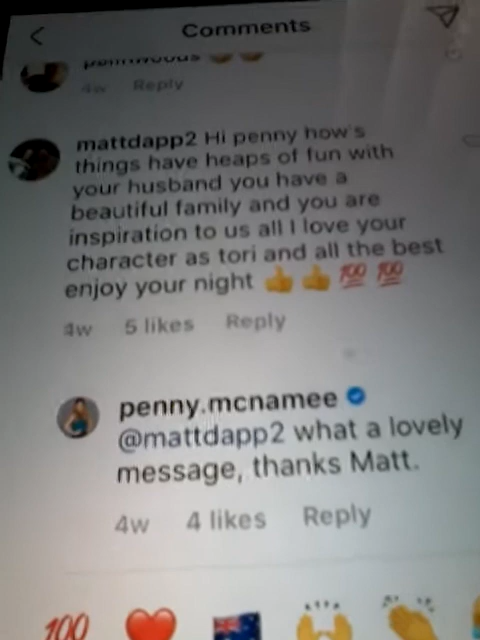 Comments
4w Reply
mattdapp2 Hi penny how's
things have heaps of fun with
your husband you have a
beautiful family and you are
inspiration to us all I love your
character as tori and all the best
enjoy your night 👍 👍 💯 💯
4w 5 likes Reply
penny.mcnamee
@mattdapp2 what a lovely
message, thanks Matt.
4w 4 likes Reply